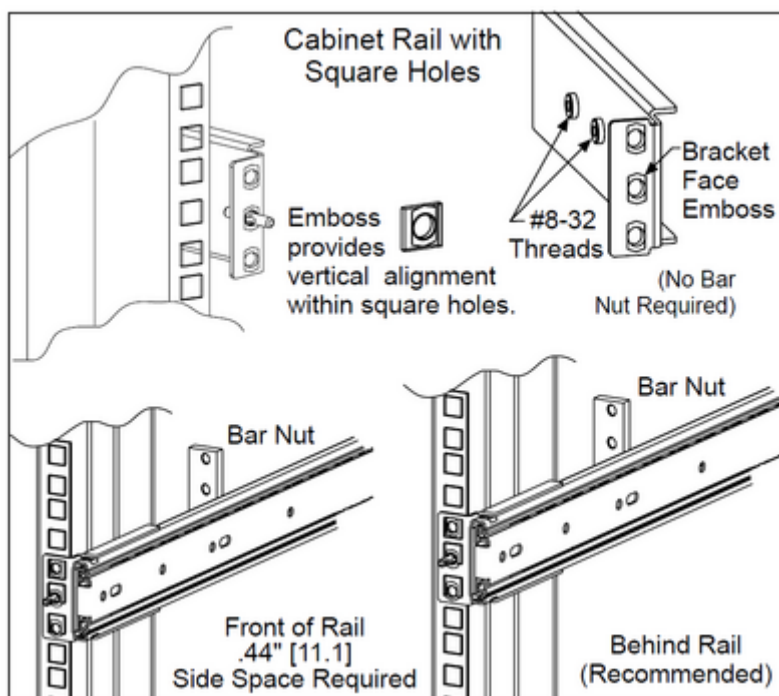 Cabinet Rail with
Square Holes
Bracket
Face
Emboss
#8-32
Threads
(No Bar
Nut Required)
Emboss
provides
vertical alignment
within square holes.
Bar Nut
Front of Rail
.44" [11.1]
Side Space Required
Bar Nut
Behind Rail
(Recommended)